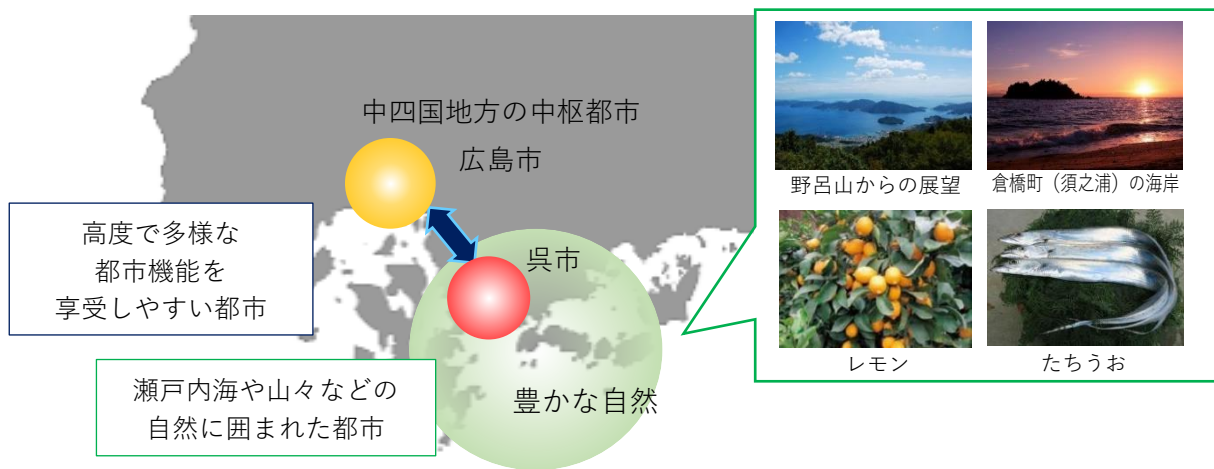 中四国地方の中枢都市
広島市
高度で多様な
都市機能を
享受しやすい都市
呉市
瀬戸内海や山々などの
自然に囲まれた都市
豊かな自然
野呂山からの展望
倉橋町（須之浦）の海岸
レモン
たちうお